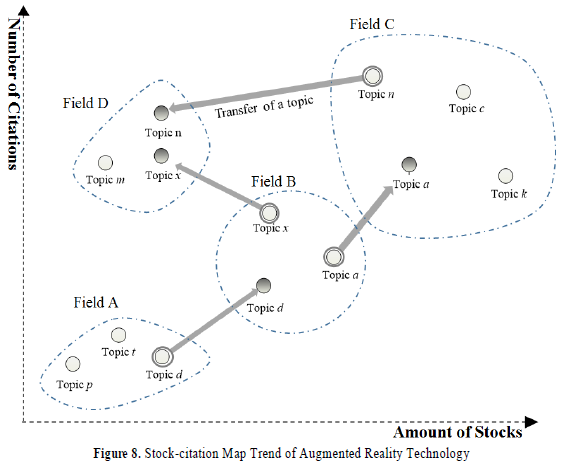 Number of Citations
Field C
Topic n
Topic c
Transfer of a topic
Field D
Topic n
Topic m
Topic x
Topic a
Topic k
Field B
Topic x
Topic a
Topic d
Field A
Topic t
Topic p
Topic d
Amount of Stocks
Figure 8. Stock-citation Map Trend of Augmented Reality Technology